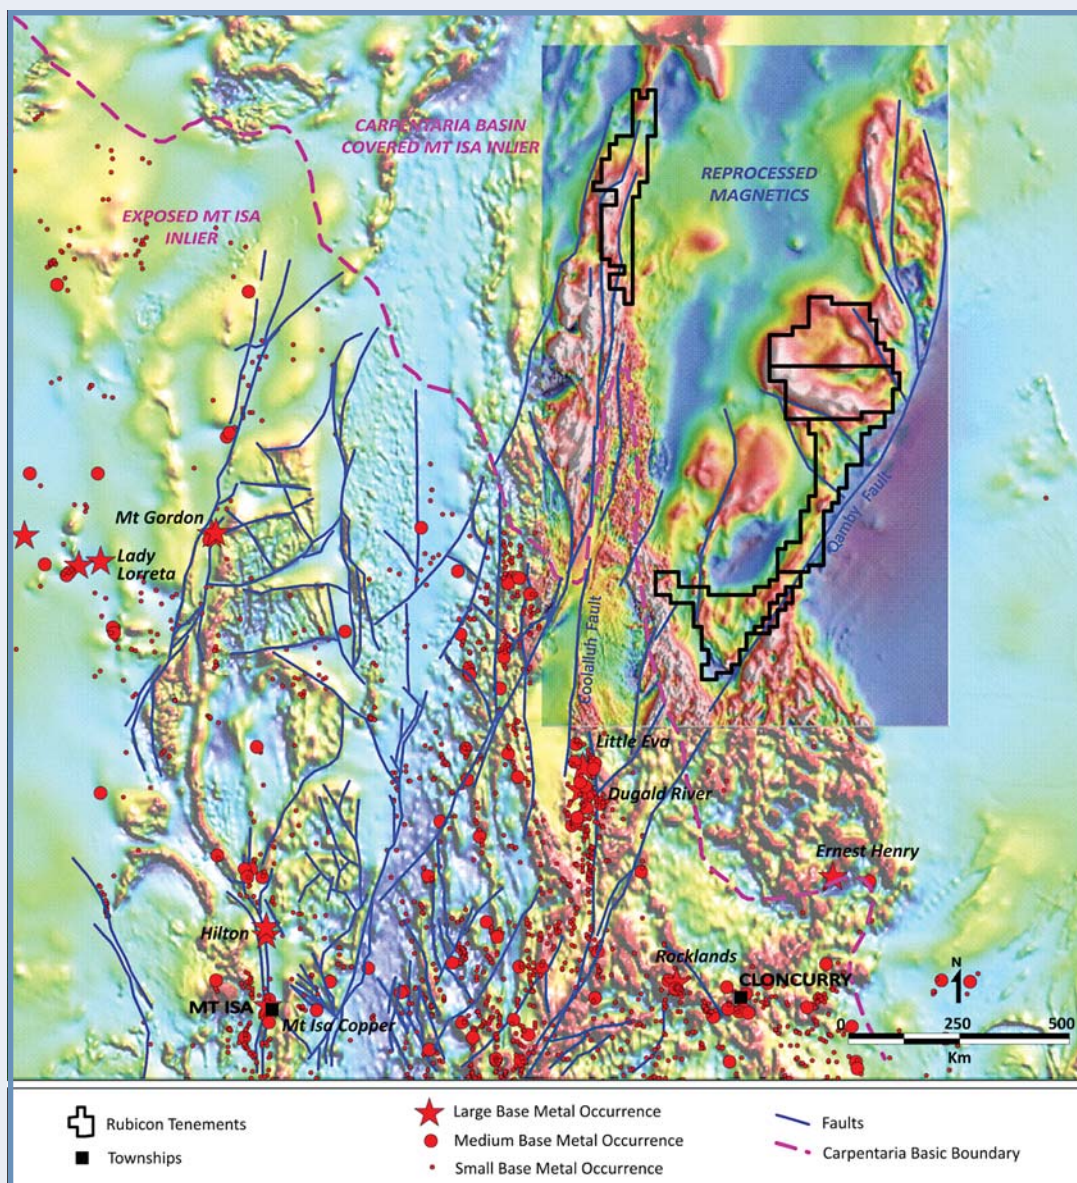 CARPENTARIA BASIN
COVERED MT ISA INLIER
REPROCESSED
MAGNETICS
EXPOSED MT ISA
INLIER
Mt Gordon
Lady
Lorreta
Qamby Fault
Coolalluh Fault
Little Eva
Dugald River
Ernest Henry
Hilton
Rocklands
CLONCURRY
MT ISA
Mt Isa Copper
N
0 250 500
Km
Rubicon Tenements
Townships
Large Base Metal Occurrence
Medium Base Metal Occurrence
Small Base Metal Occurrence
Faults
Carpentaria Basic Boundary